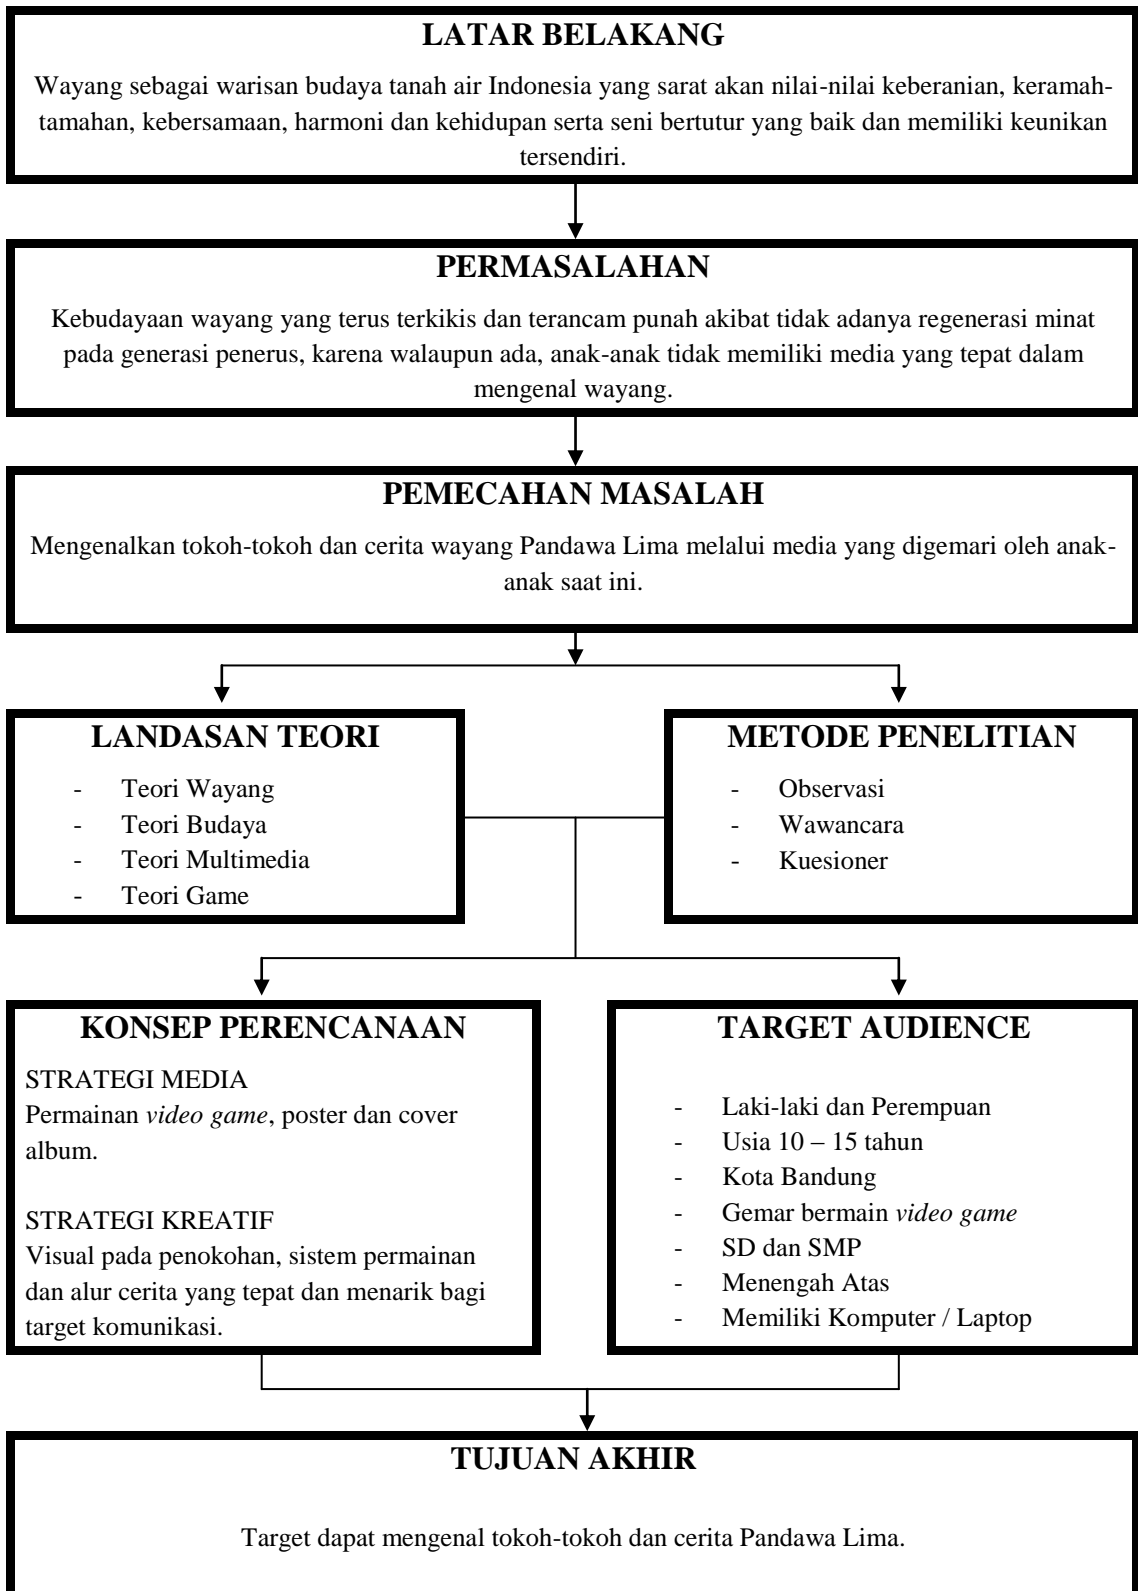 LATAR BELAKANG
Wayang sebagai warisan budaya tanah air Indonesia yang sarat akan nilai-nilai keberanian, keramah-
tamahan, kebersamaan, harmoni dan kehidupan serta seni bertutur yang baik dan memiliki keunikan
tersendiri.
PERMASALAHAN
Kebudayaan wayang yang terus terkikis dan terancam punah akibat tidak adanya regenerasi minat
pada generasi penerus, karena walaupun ada, anak-anak tidak memiliki media yang tepat dalam
mengenal wayang.
PEMECAHAN MASALAH
Mengenalkan tokoh-tokoh dan cerita wayang Pandawa Lima melalui media yang digemari oleh anak-
anak saat ini.
LANDASAN TEORI
- Teori Wayang
- Teori Budaya
- Teori Multimedia
- Teori Game
METODE PENELITIAN
- Observasi
- Wawancara
- Kuesioner
KONSEP PERENCANAAN
STRATEGI MEDIA
Permainan video game, poster dan cover
album.
STRATEGI KREATIF
Visual pada penokohan, sistem permainan
dan alur cerita yang tepat dan menarik bagi
target komunikasi.
TARGET AUDIENCE
- Laki-laki dan Perempuan
- Usia 10 – 15 tahun
- Kota Bandung
- Gemar bermain video game
- SD dan SMP
- Menengah Atas
- Memiliki Komputer / Laptop
TUJUAN AKHIR
Target dapat mengenal tokoh-tokoh dan cerita Pandawa Lima.